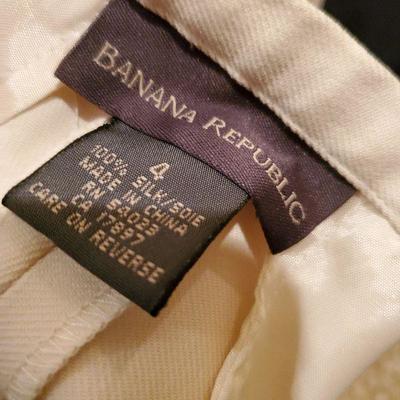 BANANA REPUBLIC
4
100% SILK/SOIE
MADE IN CHINA
RN 54023
CA 17897
CARE ON REVERSE